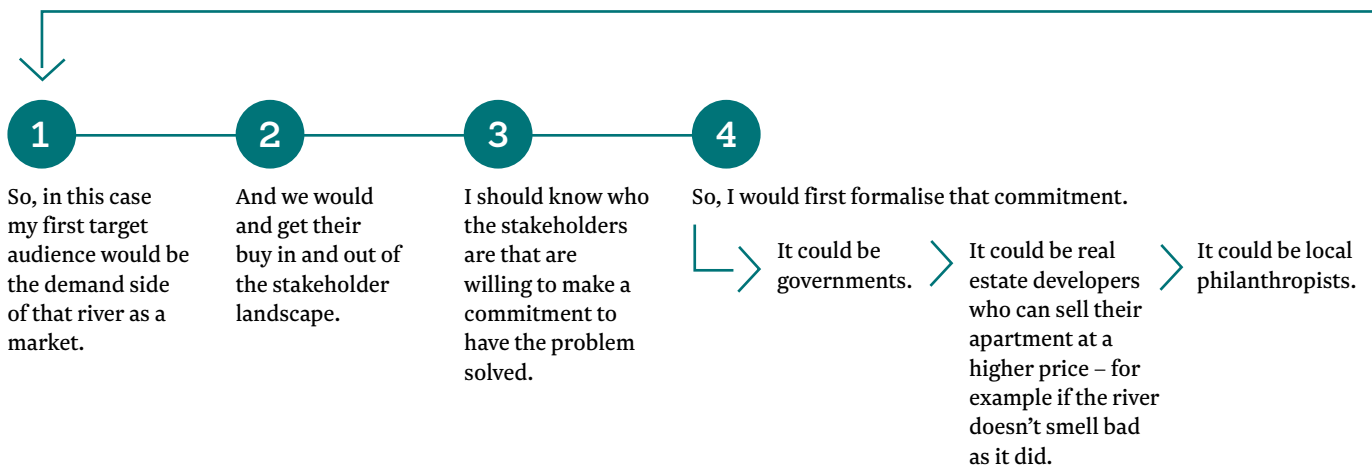 1
So, in this case
my first target
audience would be
the demand side
of that river as a
market.
2
And we would
and get their
buy in and out of
the stakeholder
landscape.
3
I should know who
the stakeholders
are that are
willing to make a
commitment to
have the problem
solved.
4
So, I would first formalise that commitment.
It could be
governments.
It could be real
estate developers
who can sell their
apartment at a
higher price – for
example if the river
doesn’t smell bad
as it did.
It could be local
philanthropists.